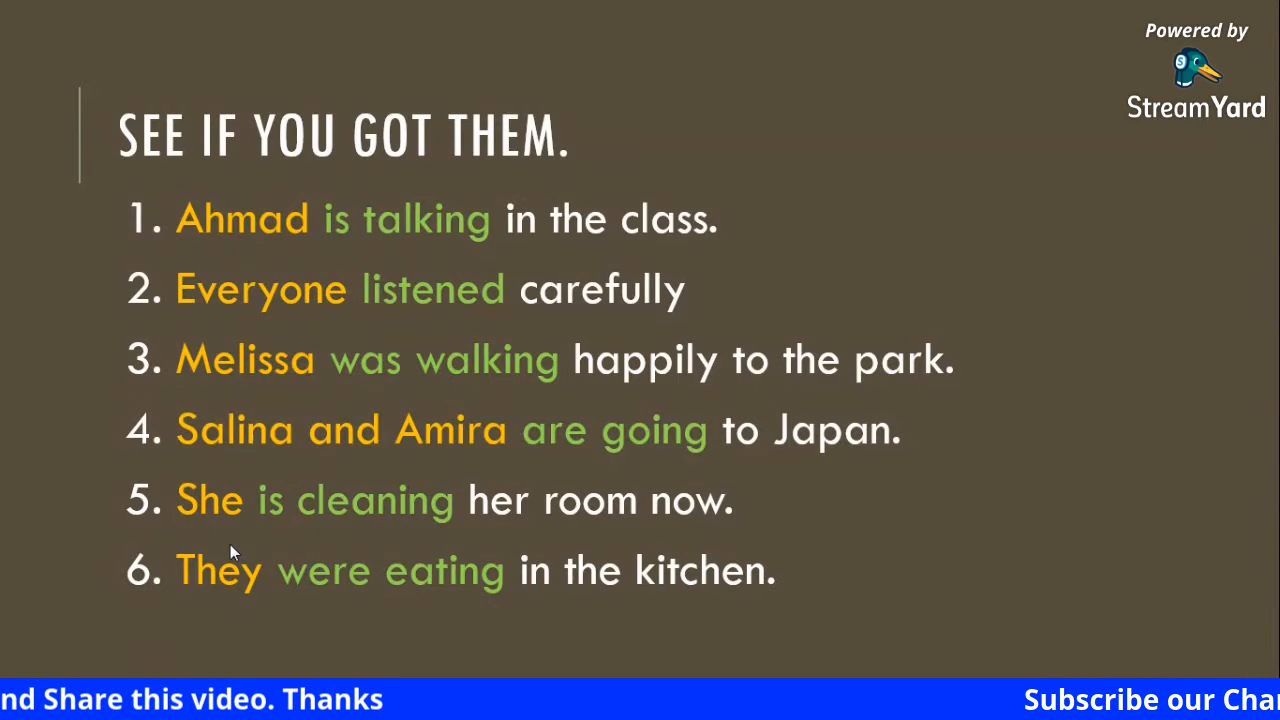 Powered by
StreamYard
SEE IF YOU GOT THEM.
1. Ahmad is talking in the class.
2. Everyone listened carefully
3. Melissa was walking happily to the park.
4. Salina and Amira are going to Japan.
5. She is cleaning her room now.
6. They were eating in the kitchen.
nd Share this video. Thanks
Subscribe our Cha